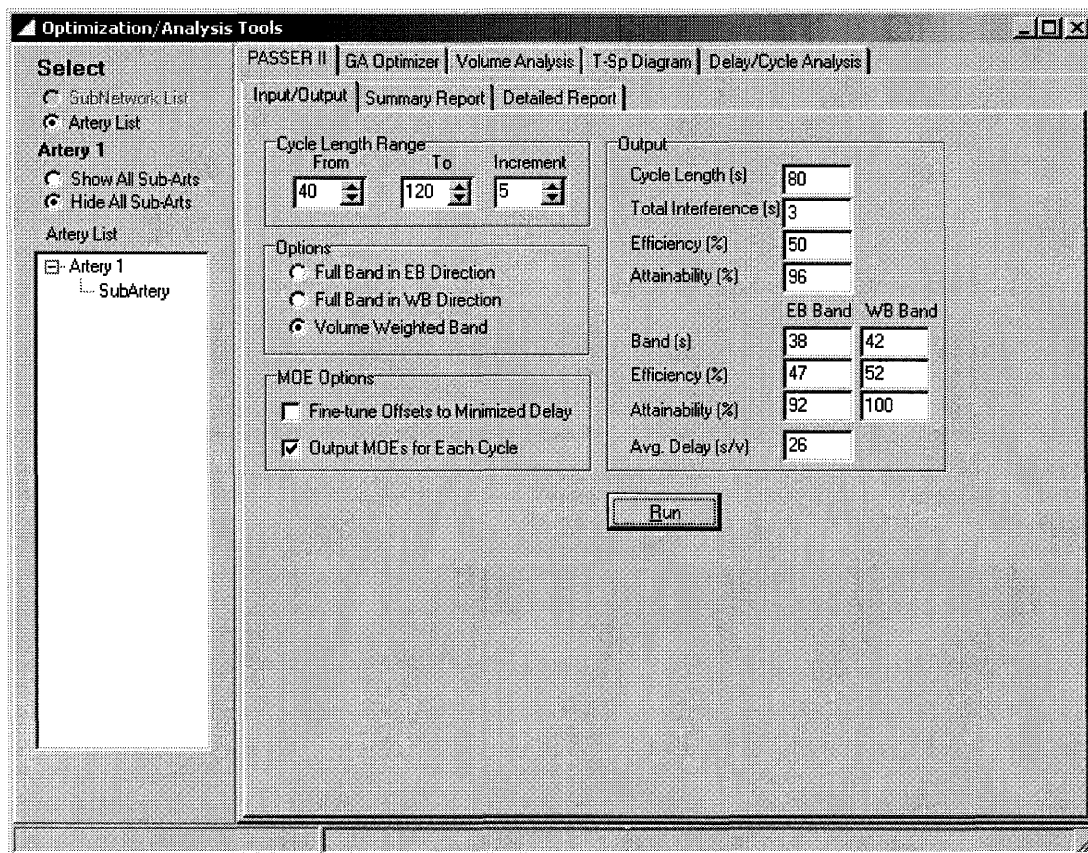 Optimization/Analysis Tools
Select
SubNetwork List
Artery List
Artery 1
Show All Sub-Arts
Hide All Sub-Arts
Artery List
Artery 1
SubArtery
PASSER II GA Optimizer Volume Analysis T-Sp Diagram Delay/Cycle Analysis
Input/Output Summary Report Detailed Report
Cycle Length Range
From To Increment
40 120 5
Options
Full Band in EB Direction
Full Band in WB Direction
Volume Weighted Band
MOE Options
Fine-tune Offsets to Minimized Delay
Output MOEs for Each Cycle
Output
Cycle Length (s) 80
Total Interference (s) 3
Efficiency (%) 50
Attainability (%) 96
EB Band WB Band
Band (s) 38 42
Efficiency (%) 47 52
Attainability (%) 92 100
Avg. Delay (s/v) 26
Run